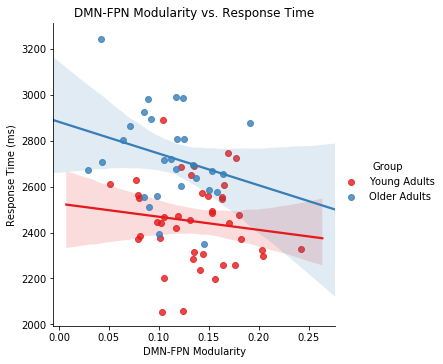 DMN-FPN Modularity vs. Response Time
3200
3000
2800
2600
2400
2200
2000
Response Time (ms)
0.00 0.05 0.10 0.15 0.20 0.25
DMN-FPN Modularity
Group
Young Adults
Older Adults